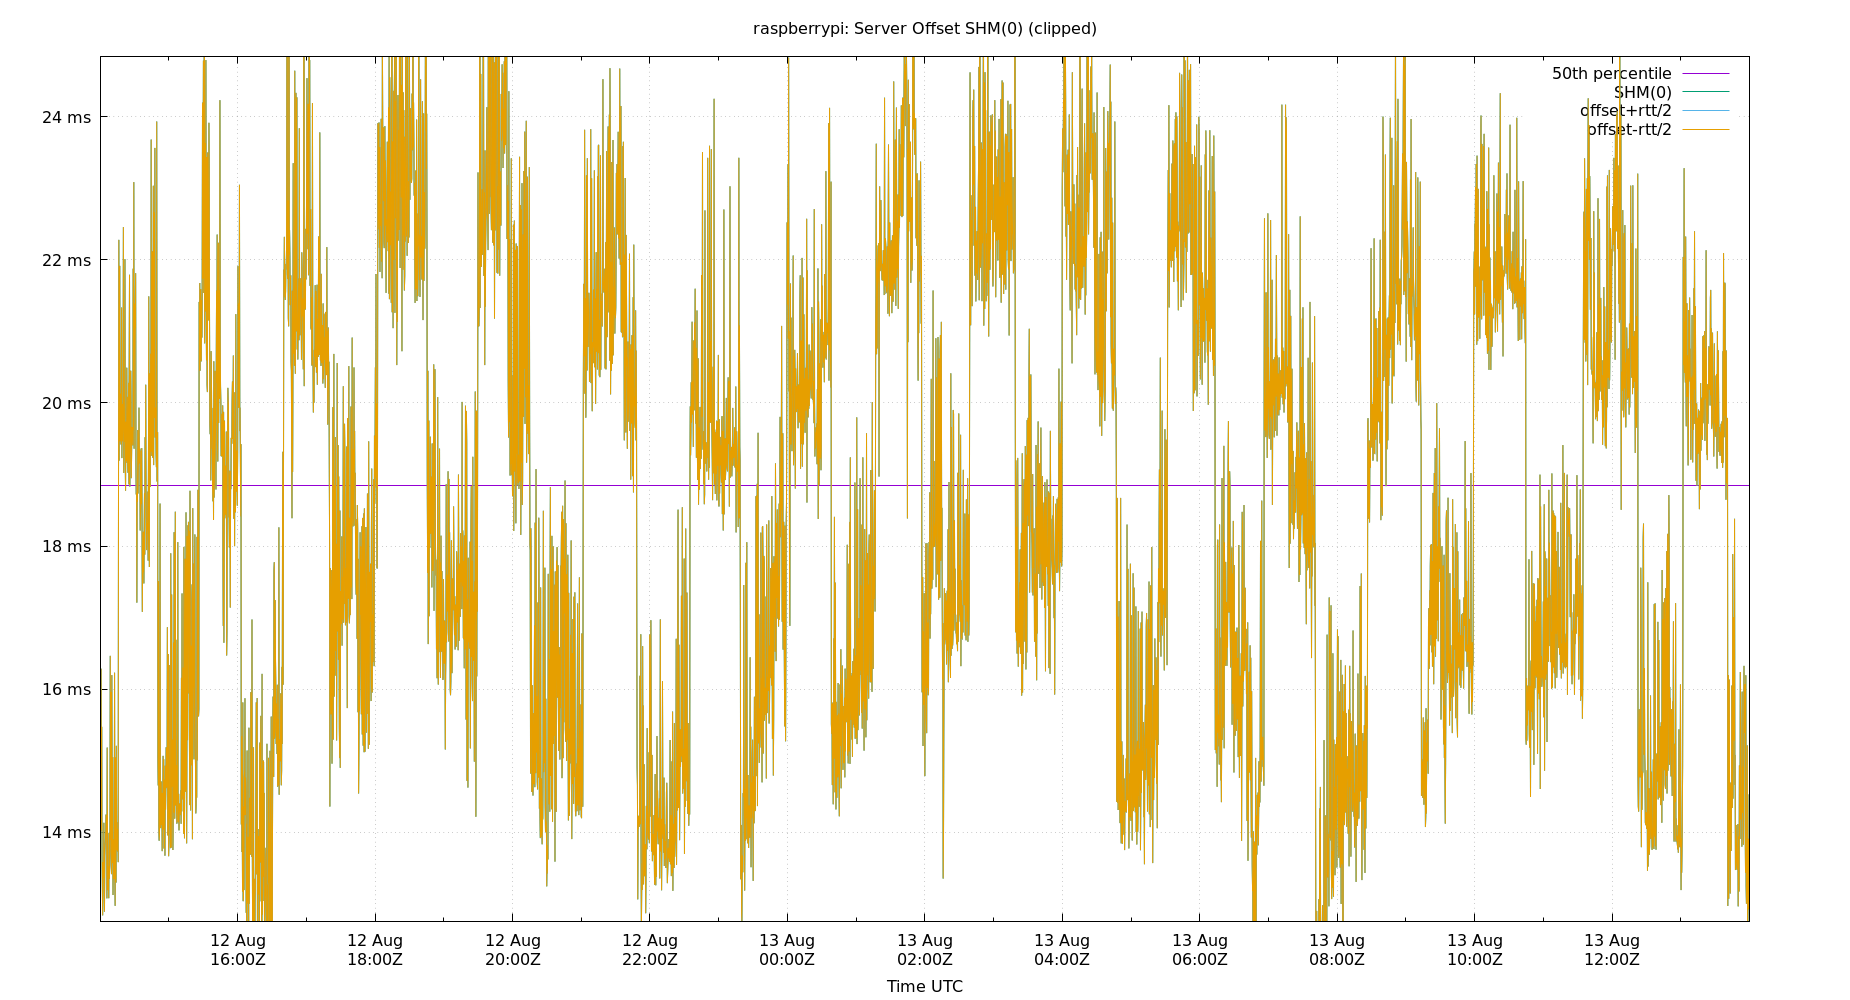 raspberrypi: Server Offset SHM(0) (clipped)
50th percentile
SHM(0)
offset+rtt/2
offset-rtt/2
24 ms
22 ms
20 ms
18 ms
16 ms
14 ms
12 Aug 12 Aug 12 Aug 12 Aug 13 Aug 13 Aug 13 Aug 13 Aug 13 Aug 13 Aug 13 Aug
16:00Z 18:00Z 20:00Z 22:00Z 00:00Z 02:00Z 04:00Z 06:00Z 08:00Z 10:00Z 12:00Z
Time UTC